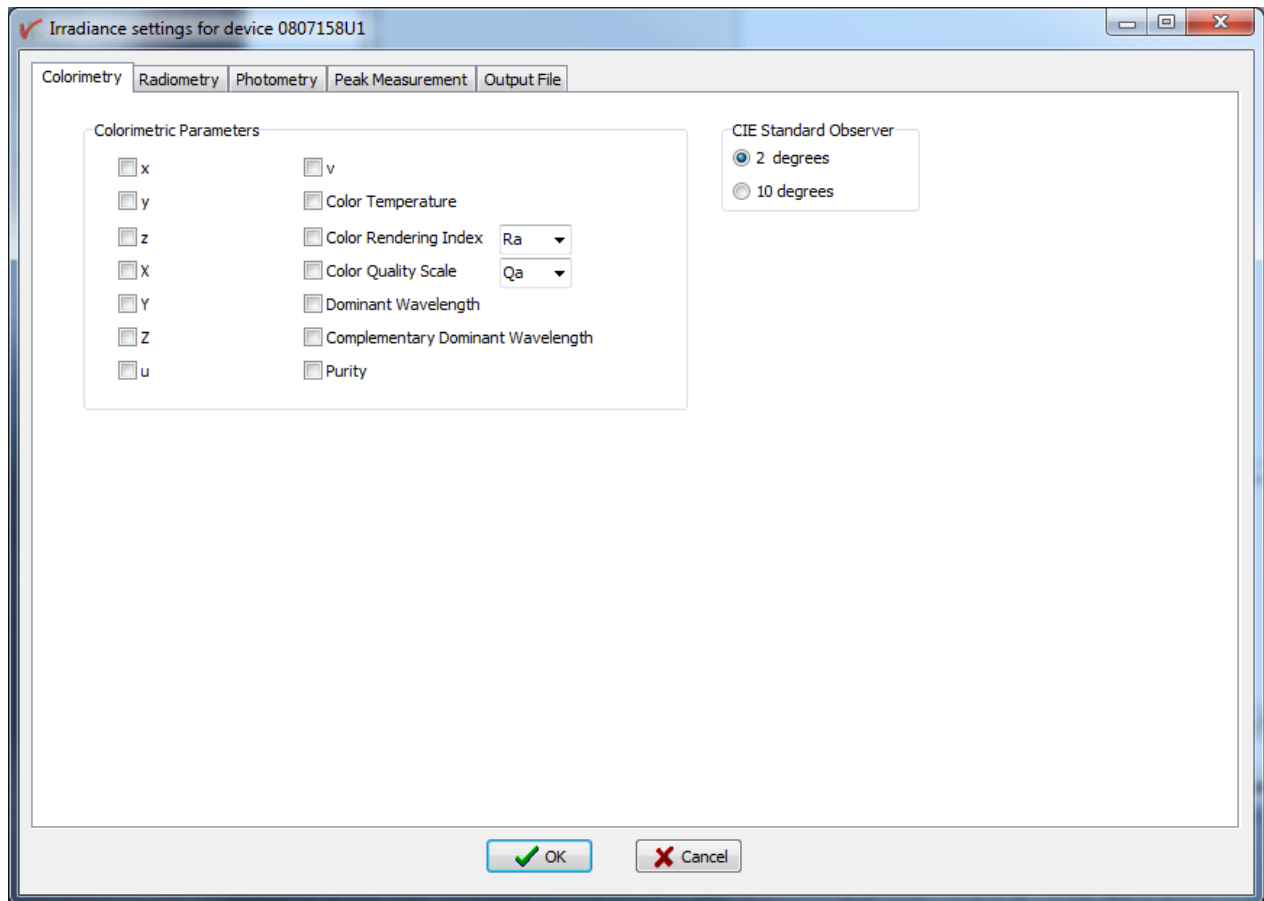 Irradiance settings for device 0807158U1
Colorimetry Radiometry Photometry Peak Measurement Output File
Colorimetric Parameters
x
y
z
X
Y
Z
u
v
Color Temperature
Color Rendering Index Ra
Color Quality Scale Qa
Dominant Wavelength
Complementary Dominant Wavelength
Purity
CIE Standard Observer
2 degrees
10 degrees
OK Cancel